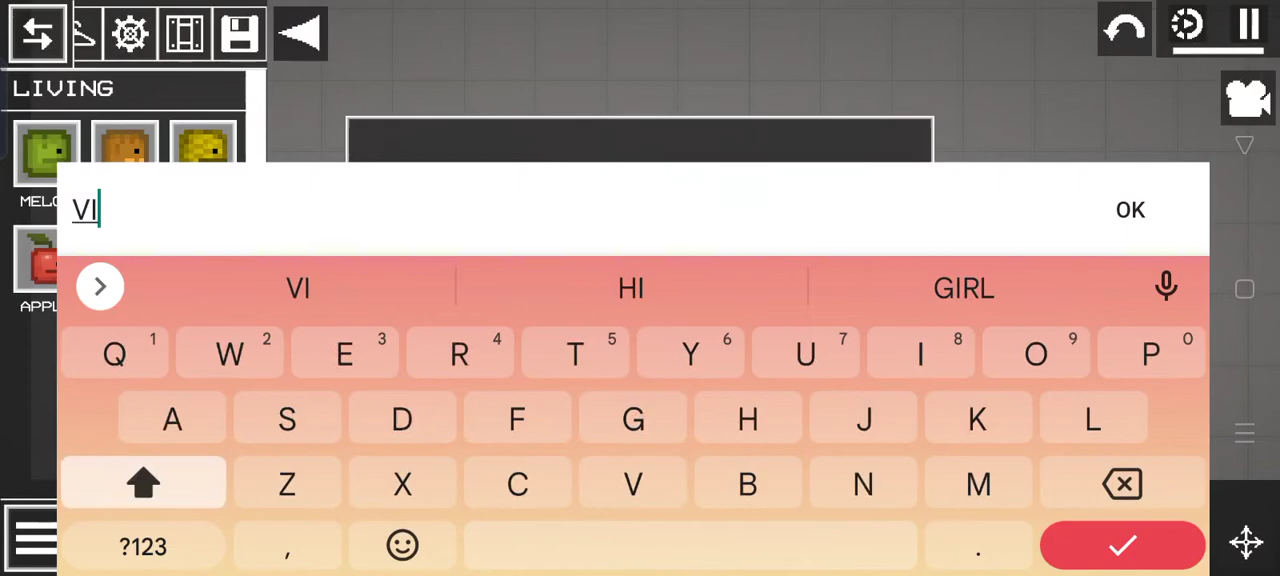 LIVING
MELO
APPL
VI
OK
VI HI GIRL
Q 1 W 2 E 3 R 4 T 5 Y 6 U 7 I 8 O 9 P 0
A S D F G H J K L
Z X C V B N M
?123 , .